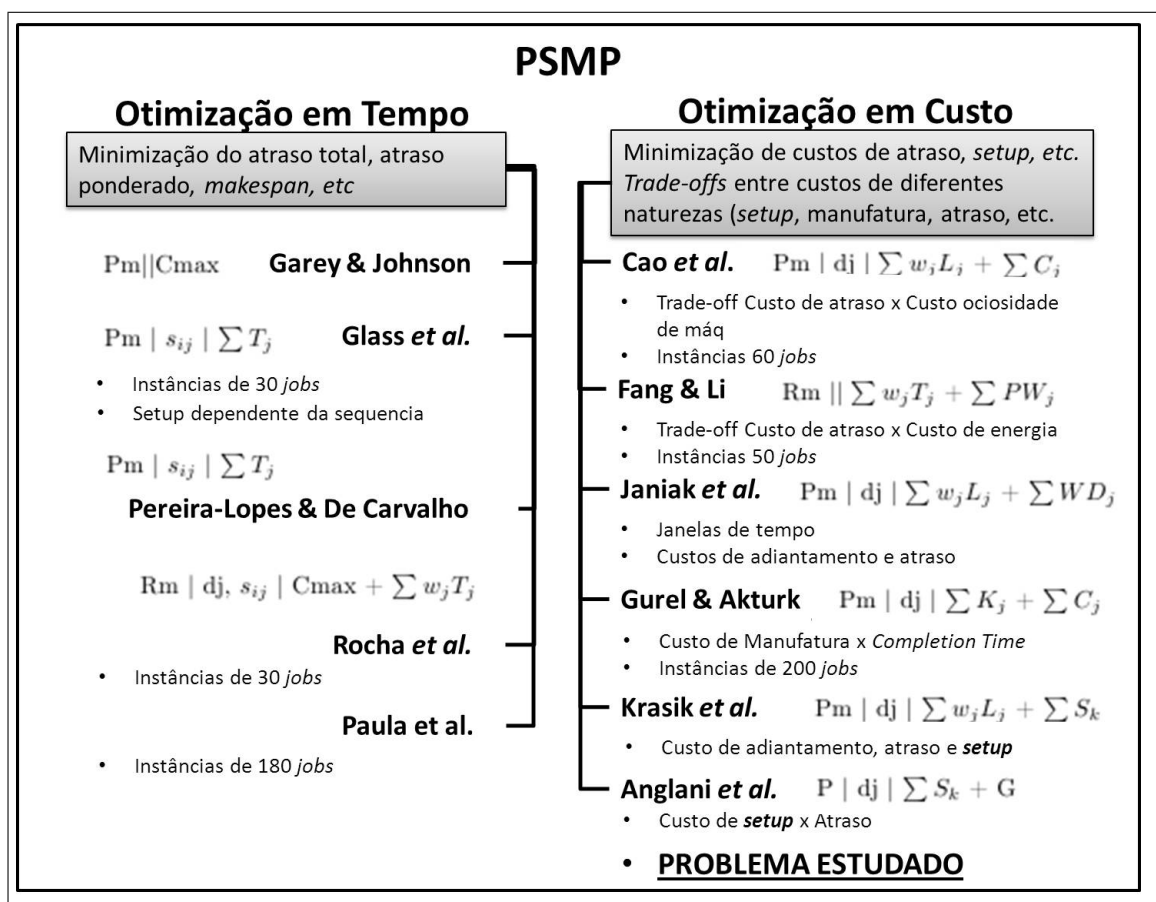 PSMP
Otimização em Tempo
Minimização do atraso total, atraso
ponderado, makespan, etc
Pm||Cmax Garey & Johnson
Pm | s_{ij} | ∑ T_j Glass et al.
• Instâncias de 30 jobs
• Setup dependente da sequencia
Pm | s_{ij} | ∑ T_j
Pereira-Lopes & De Carvalho
Rm | dj, s_{ij} | Cmax + ∑ w_jT_j
Rocha et al.
• Instâncias de 30 jobs
Paula et al.
• Instâncias de 180 jobs
Otimização em Custo
Minimização de custos de atraso, setup, etc.
Trade-offs entre custos de diferentes
naturezas (setup, manufatura, atraso, etc.
Cao et al. Pm | dj | ∑ w_jL_j + ∑ C_j
• Trade-off Custo de atraso x Custo ociosidade
de máq
• Instâncias 60 jobs
Fang & Li Rm || ∑ w_jT_j + ∑ PW_j
• Trade-off Custo de atraso x Custo de energia
• Instâncias 50 jobs
Janiak et al. Pm | dj | ∑ w_jL_j + ∑ WD_j
• Janelas de tempo
• Custos de adiantamento e atraso
Gurel & Akturk Pm | dj | ∑ K_j + ∑ C_j
• Custo de Manufatura x Completion Time
• Instâncias de 200 jobs
Krasik et al. Pm | dj | ∑ w_jL_j + ∑ S_k
• Custo de adiantamento, atraso e setup
Anglani et al. P | dj | ∑ S_k + G
• Custo de setup x Atraso
• PROBLEMA ESTUDADO